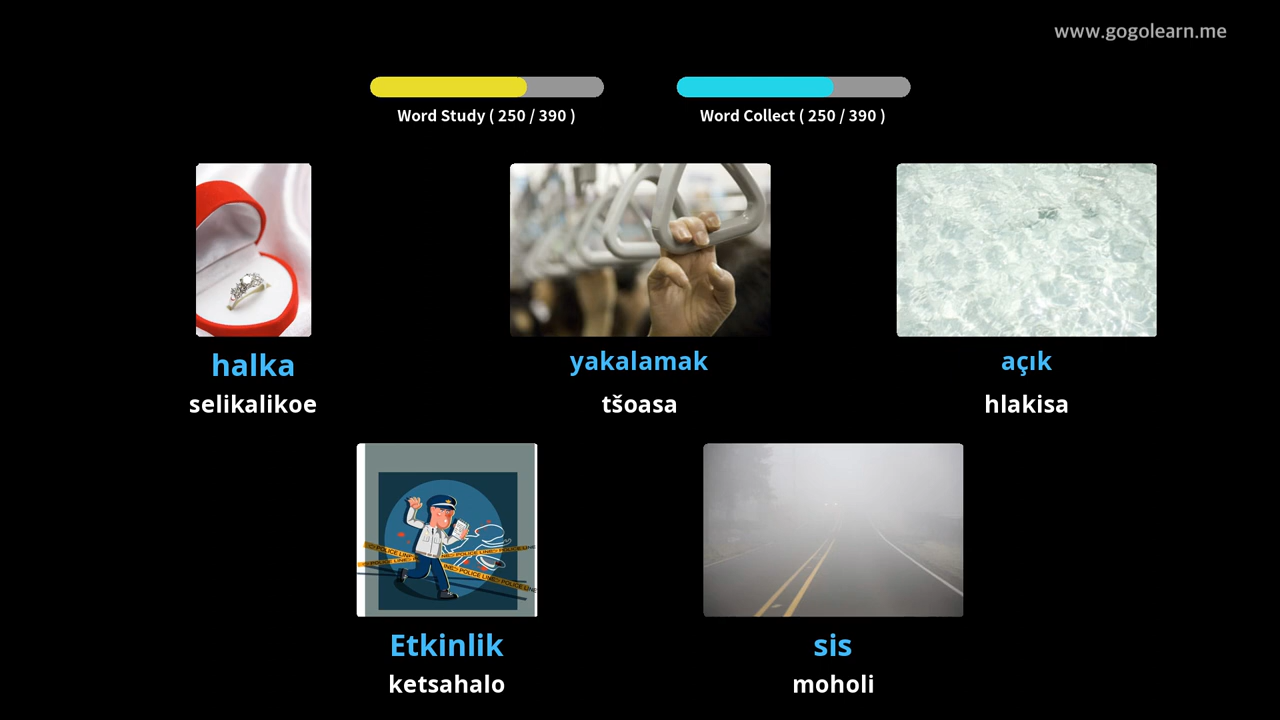 www.gogolearn.me
Word Study ( 250 / 390 )
Word Collect ( 250 / 390 )
halka
selikalikoe
yakalamak
tšoasa
açık
hlakisa
Etkinlik
ketsahalo
sis
moholi